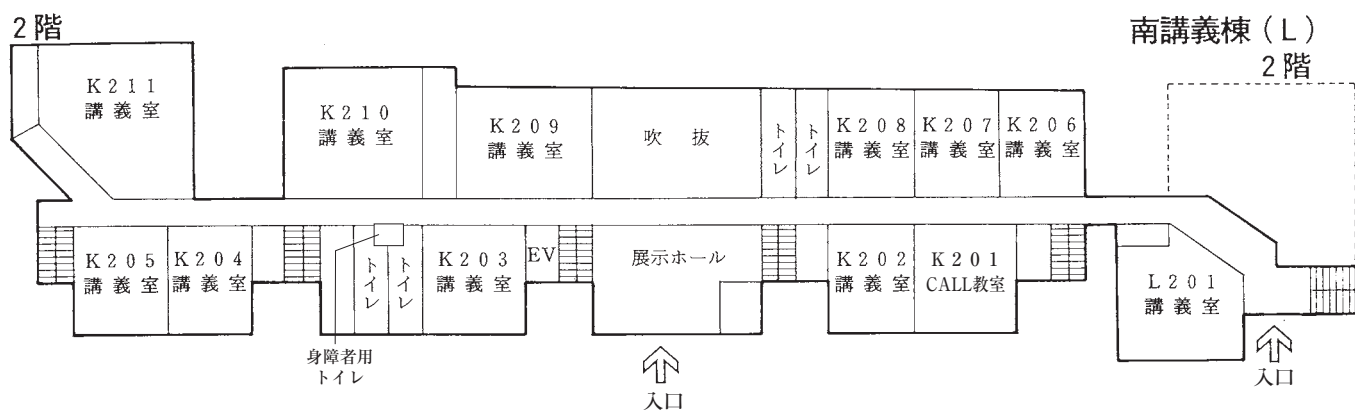 2階
南講義棟(L)
2階
K211
講義室
K210
講義室
K209
講義室
吹抜
トイレ
トイレ
K208
講義室
K207
講義室
K206
講義室
K205
講義室
K204
講義室
トイレ
トイレ
K203
講義室
EV
展示ホール
K202
講義室
K201
CALL教室
L201
講義室
身障者用
トイレ
入口
入口